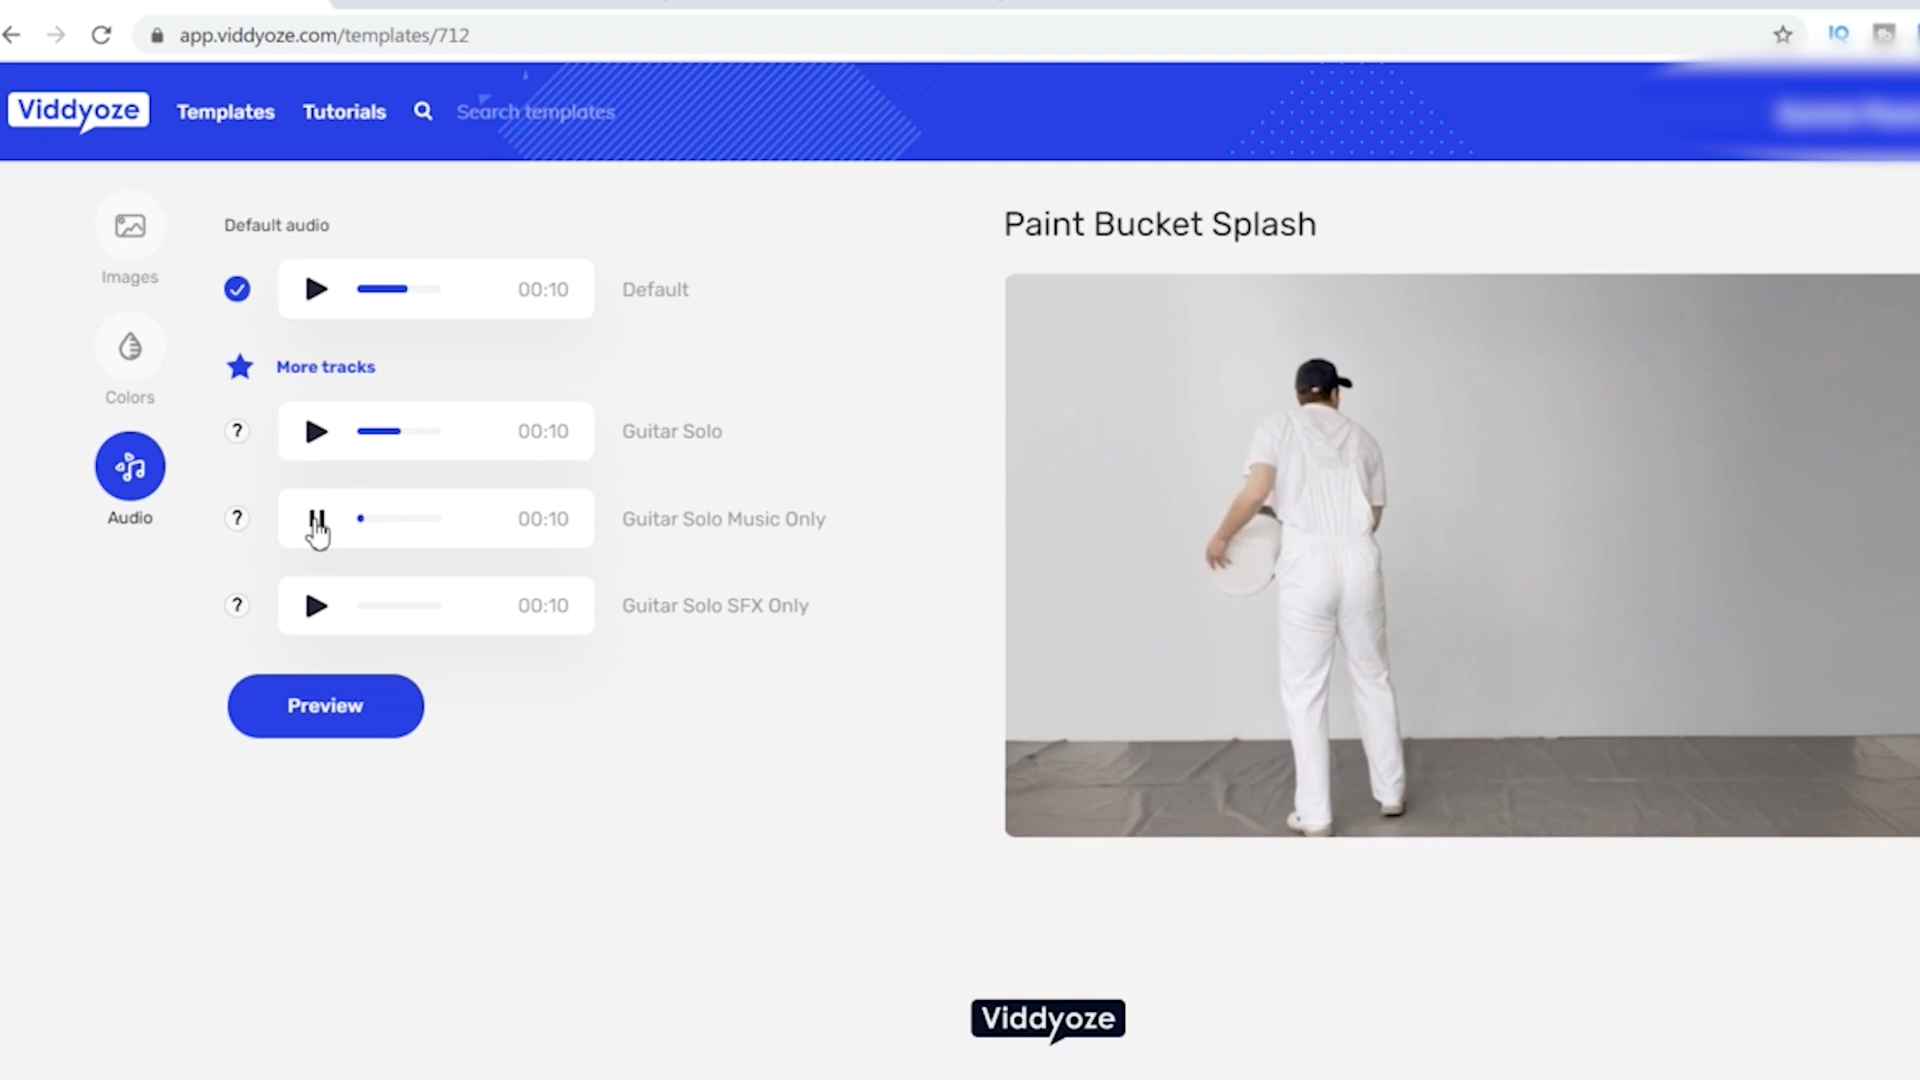 app.viddyoze.com/templates/712
IQ
Viddyoze
Templates
Tutorials
Search templates
Images
Colors
Audio
Default audio
00:10
Default
More tracks
?
00:10
Guitar Solo
?
00:10
Guitar Solo Music Only
?
00:10
Guitar Solo SFX Only
Preview
Paint Bucket Splash
Viddyoze